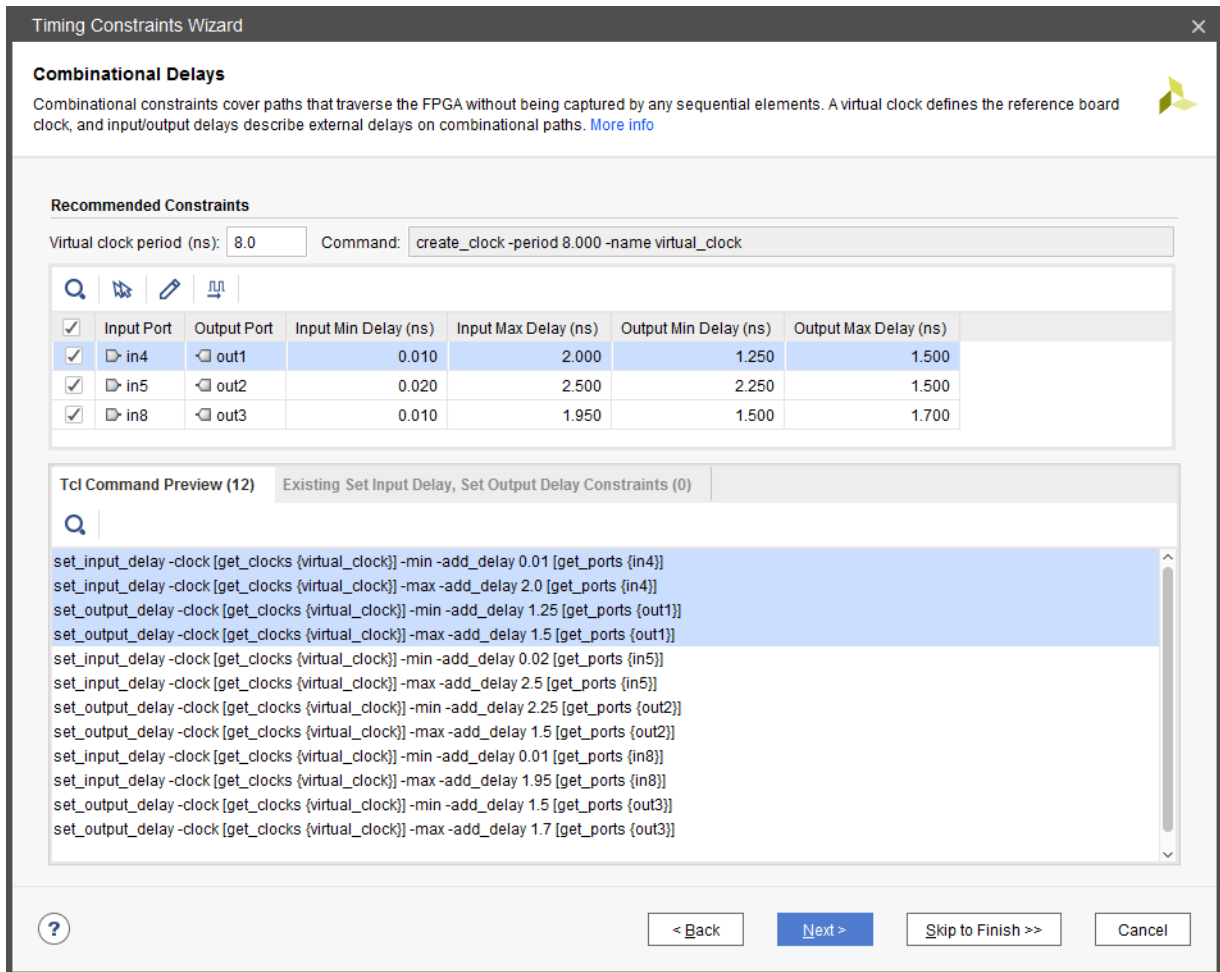 Timing Constraints Wizard
Combinational Delays
Combinational constraints cover paths that traverse the FPGA without being captured by any sequential elements. A virtual clock defines the reference board
clock, and input/output delays describe external delays on combinational paths. More info
Recommended Constraints
Virtual clock period (ns): 8.0 Command: create_clock -period 8.000 -name virtual_clock
Input Port Output Port Input Min Delay (ns) Input Max Delay (ns) Output Min Delay (ns) Output Max Delay (ns)
in4 out1 0.010 2.000 1.250 1.500
in5 out2 0.020 2.500 2.250 1.500
in8 out3 0.010 1.950 1.500 1.700
Tcl Command Preview (12) Existing Set Input Delay, Set Output Delay Constraints (0)
set_input_delay -clock [get_clocks {virtual_clock}] -min -add_delay 0.01 [get_ports {in4}]
set_input_delay -clock [get_clocks {virtual_clock}] -max -add_delay 2.0 [get_ports {in4}]
set_output_delay -clock [get_clocks {virtual_clock}] -min -add_delay 1.25 [get_ports {out1}]
set_output_delay -clock [get_clocks {virtual_clock}] -max -add_delay 1.5 [get_ports {out1}]
set_input_delay -clock [get_clocks {virtual_clock}] -min -add_delay 0.02 [get_ports {in5}]
set_input_delay -clock [get_clocks {virtual_clock}] -max -add_delay 2.5 [get_ports {in5}]
set_output_delay -clock [get_clocks {virtual_clock}] -min -add_delay 2.25 [get_ports {out2}]
set_output_delay -clock [get_clocks {virtual_clock}] -max -add_delay 1.5 [get_ports {out2}]
set_input_delay -clock [get_clocks {virtual_clock}] -min -add_delay 0.01 [get_ports {in8}]
set_input_delay -clock [get_clocks {virtual_clock}] -max -add_delay 1.95 [get_ports {in8}]
set_output_delay -clock [get_clocks {virtual_clock}] -min -add_delay 1.5 [get_ports {out3}]
set_output_delay -clock [get_clocks {virtual_clock}] -max -add_delay 1.7 [get_ports {out3}]
? < Back Next > Skip to Finish >> Cancel